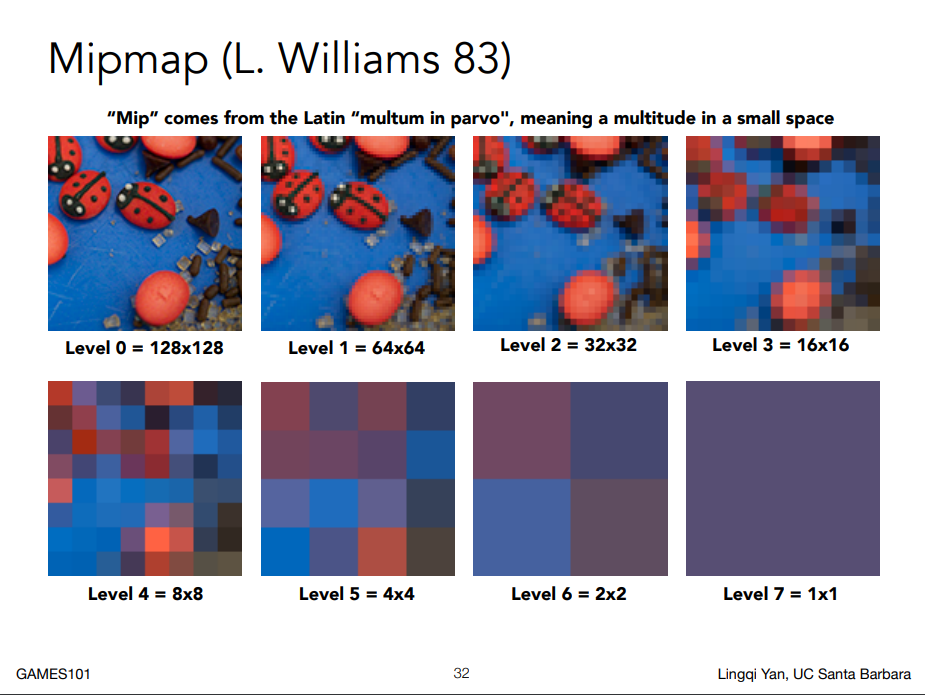 Mipmap (L. Williams 83)
“Mip” comes from the Latin “multum in parvo", meaning a multitude in a small space
Level 0 = 128x128
Level 1 = 64x64
Level 2 = 32x32
Level 3 = 16x16
Level 4 = 8x8
Level 5 = 4x4
Level 6 = 2x2
Level 7 = 1x1
GAMES101
32
Lingqi Yan, UC Santa Barbara